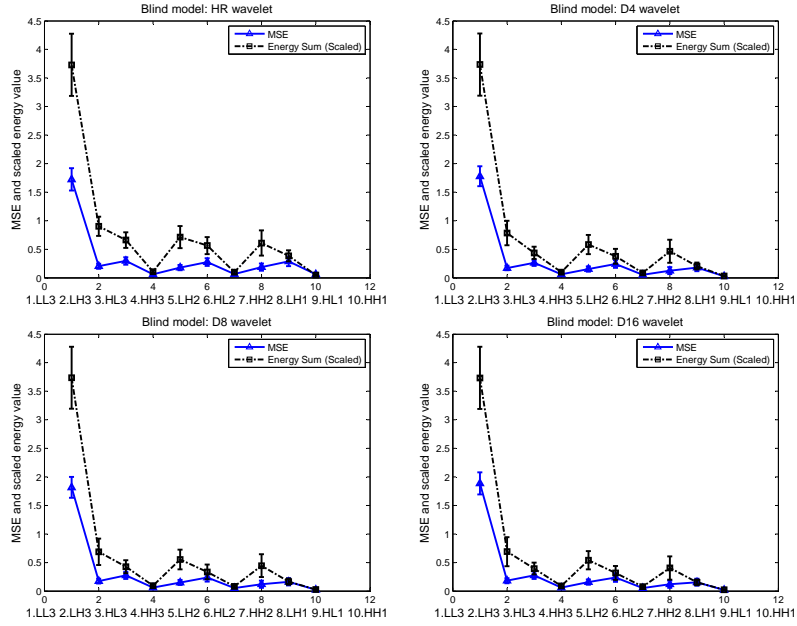 Blind model: HR wavelet
MSE
Energy Sum (Scaled)
MSE and scaled energy value
4.5
4
3.5
3
2.5
2
1.5
1
0.5
0
0 2 4 6 8 10 12
1.LL3 2.LH3 3.HL3 4.HH3 5.LH2 6.HL2 7.HH2 8.LH1 9.HL1 10.HH1
Blind model: D4 wavelet
MSE
Energy Sum (Scaled)
MSE and scaled energy value
4.5
4
3.5
3
2.5
2
1.5
1
0.5
0
0 2 4 6 8 10 12
1.LL3 2.LH3 3.HL3 4.HH3 5.LH2 6.HL2 7.HH2 8.LH1 9.HL1 10.HH1
Blind model: D8 wavelet
MSE
Energy Sum (Scaled)
MSE and scaled energy value
4.5
4
3.5
3
2.5
2
1.5
1
0.5
0
0 2 4 6 8 10 12
1.LL3 2.LH3 3.HL3 4.HH3 5.LH2 6.HL2 7.HH2 8.LH1 9.HL1 10.HH1
Blind model: D16 wavelet
MSE
Energy Sum (Scaled)
MSE and scaled energy value
4.5
4
3.5
3
2.5
2
1.5
1
0.5
0
0 2 4 6 8 10 12
1.LL3 2.LH3 3.HL3 4.HH3 5.LH2 6.HL2 7.HH2 8.LH1 9.HL1 10.HH1